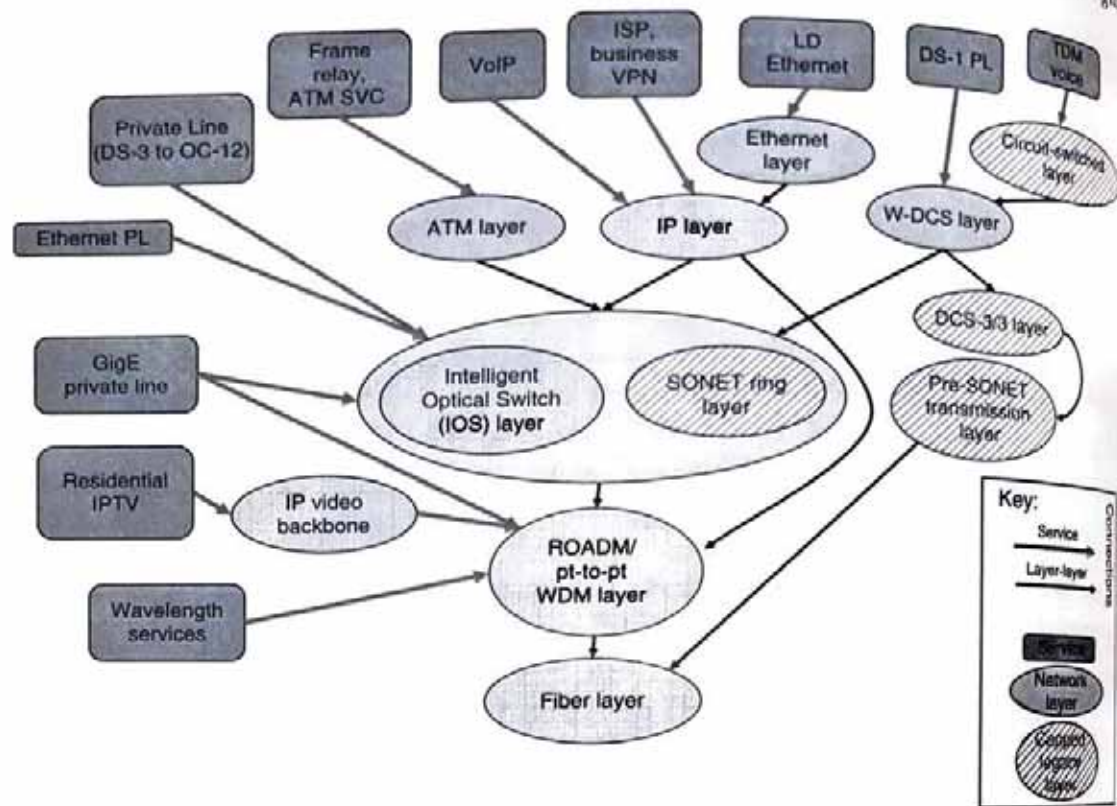 Frame
relay,
ATM SVC
VoIP
ISP,
business
VPN
LD
Ethernet
DS-1 PL
TDM
voice
Private Line
(DS-3 to OC-12)
Ethernet
layer
Circuit-switched
layer
Ethernet PL
ATM layer
IP layer
W-DCS layer
DCS-3/3 layer
GigE
private line
Intelligent
Optical Switch
(IOS) layer
SONET ring
layer
Pre-SONET
transmission
layer
Residential
IPTV
IP video
backbone
ROADM/
pt-to-pt
WDM layer
Wavelength
services
Fiber layer
Key:
Service
Layer-layer
Connections
Service
Network
layer
Capped
legacy
layer